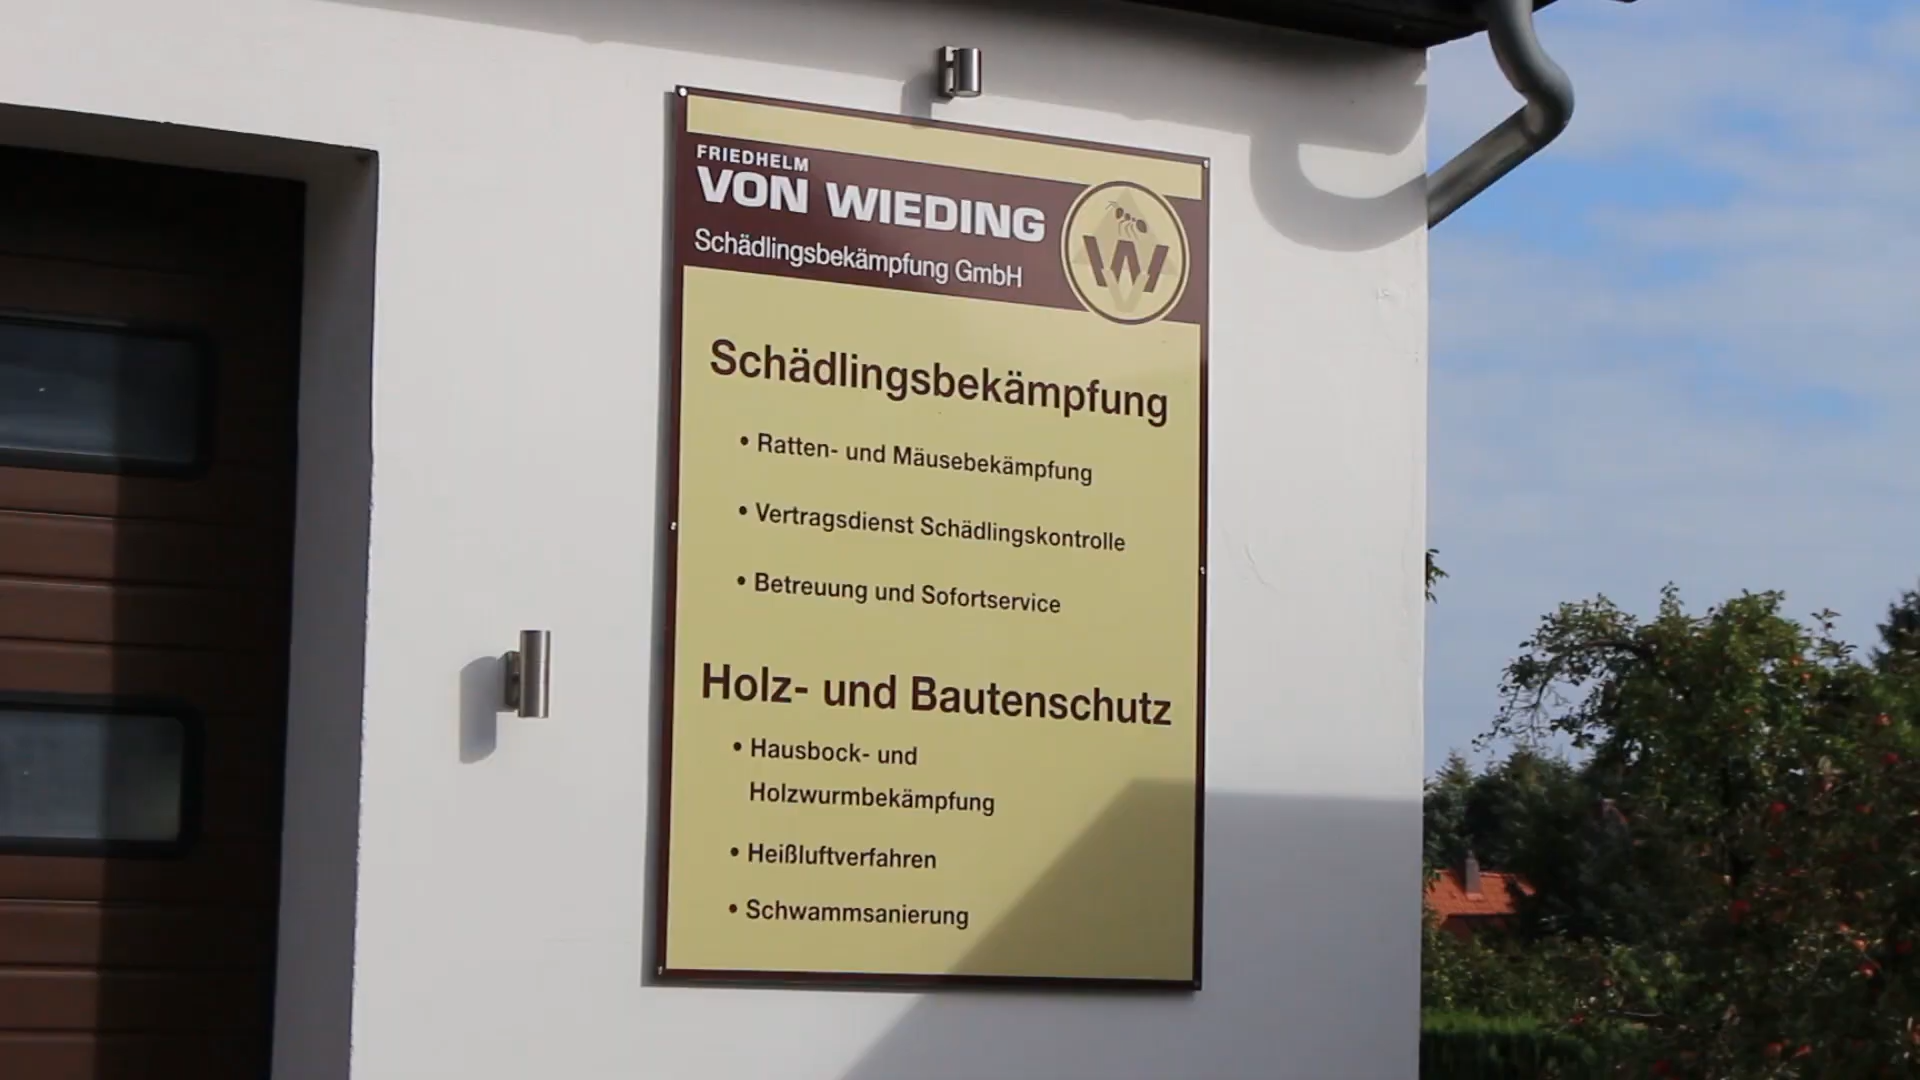 FRIEDHELM
VON WIEDING
Schädlingsbekämpfung GmbH
W
Schädlingsbekämpfung
• Ratten- und Mäusebekämpfung
• Vertragsdienst Schädlingskontrolle
• Betreuung und Sofortservice
Holz- und Bautenschutz
• Hausbock- und
Holzwurmbekämpfung
• Heißluftverfahren
• Schwammsanierung